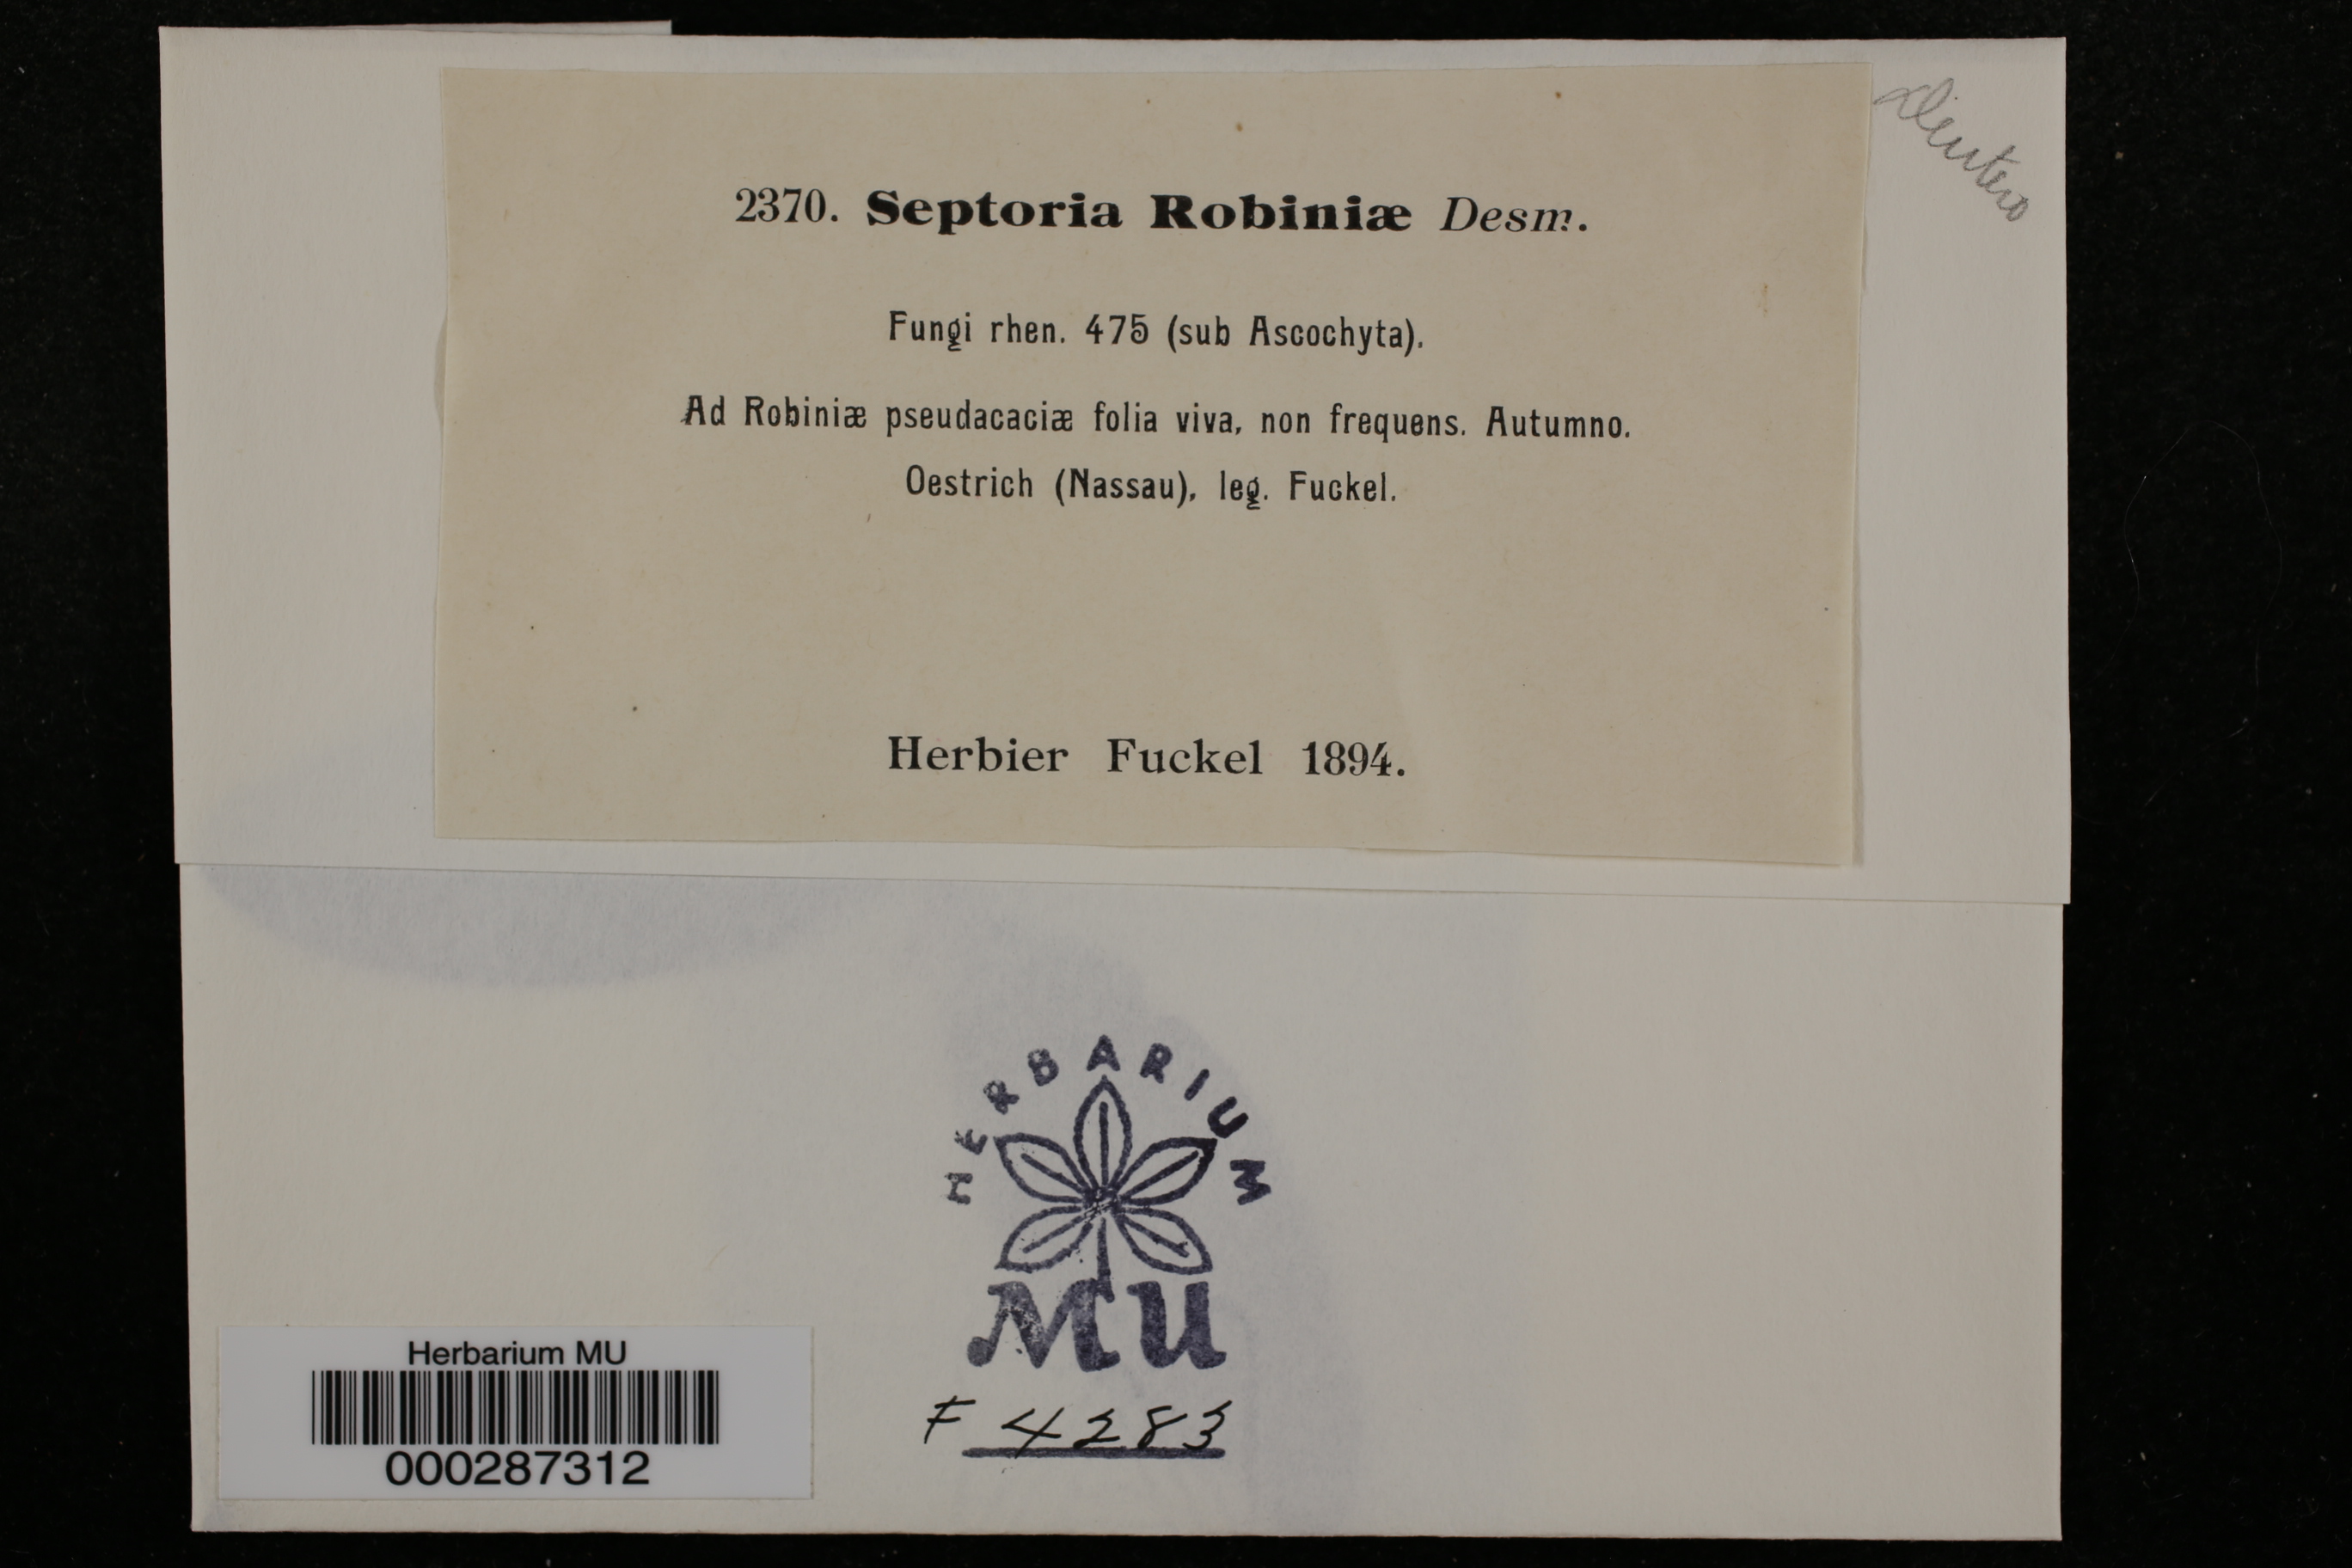 Deutero
2370. Septoria Robiniæ Desm.
Fungi rhen. 475 (sub Ascochyta).
Ad Robiniæ pseudacaciæ folia viva, non frequens. Autumno.
Oestrich (Nassau), leg. Fuckel.
Herbier Fuckel 1894.
HERBARIUM
MU
F 4283
Herbarium MU
000287312